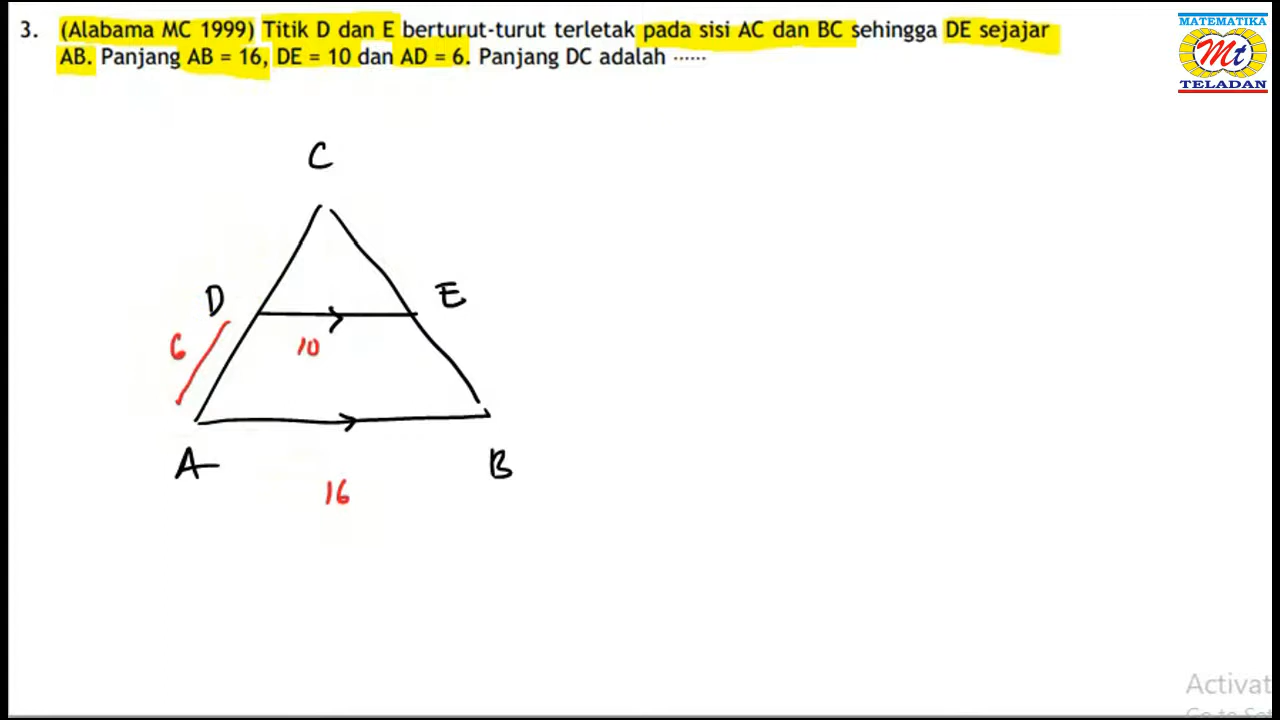 3. (Alabama MC 1999) Titik D dan E berturut-turut terletak pada sisi AC dan BC sehingga DE sejajar
AB. Panjang AB = 16, DE = 10 dan AD = 6. Panjang DC adalah ......
MATEMATIKA
Mt
TELADAN
C
D
E
6
10
A
B
16
Activat